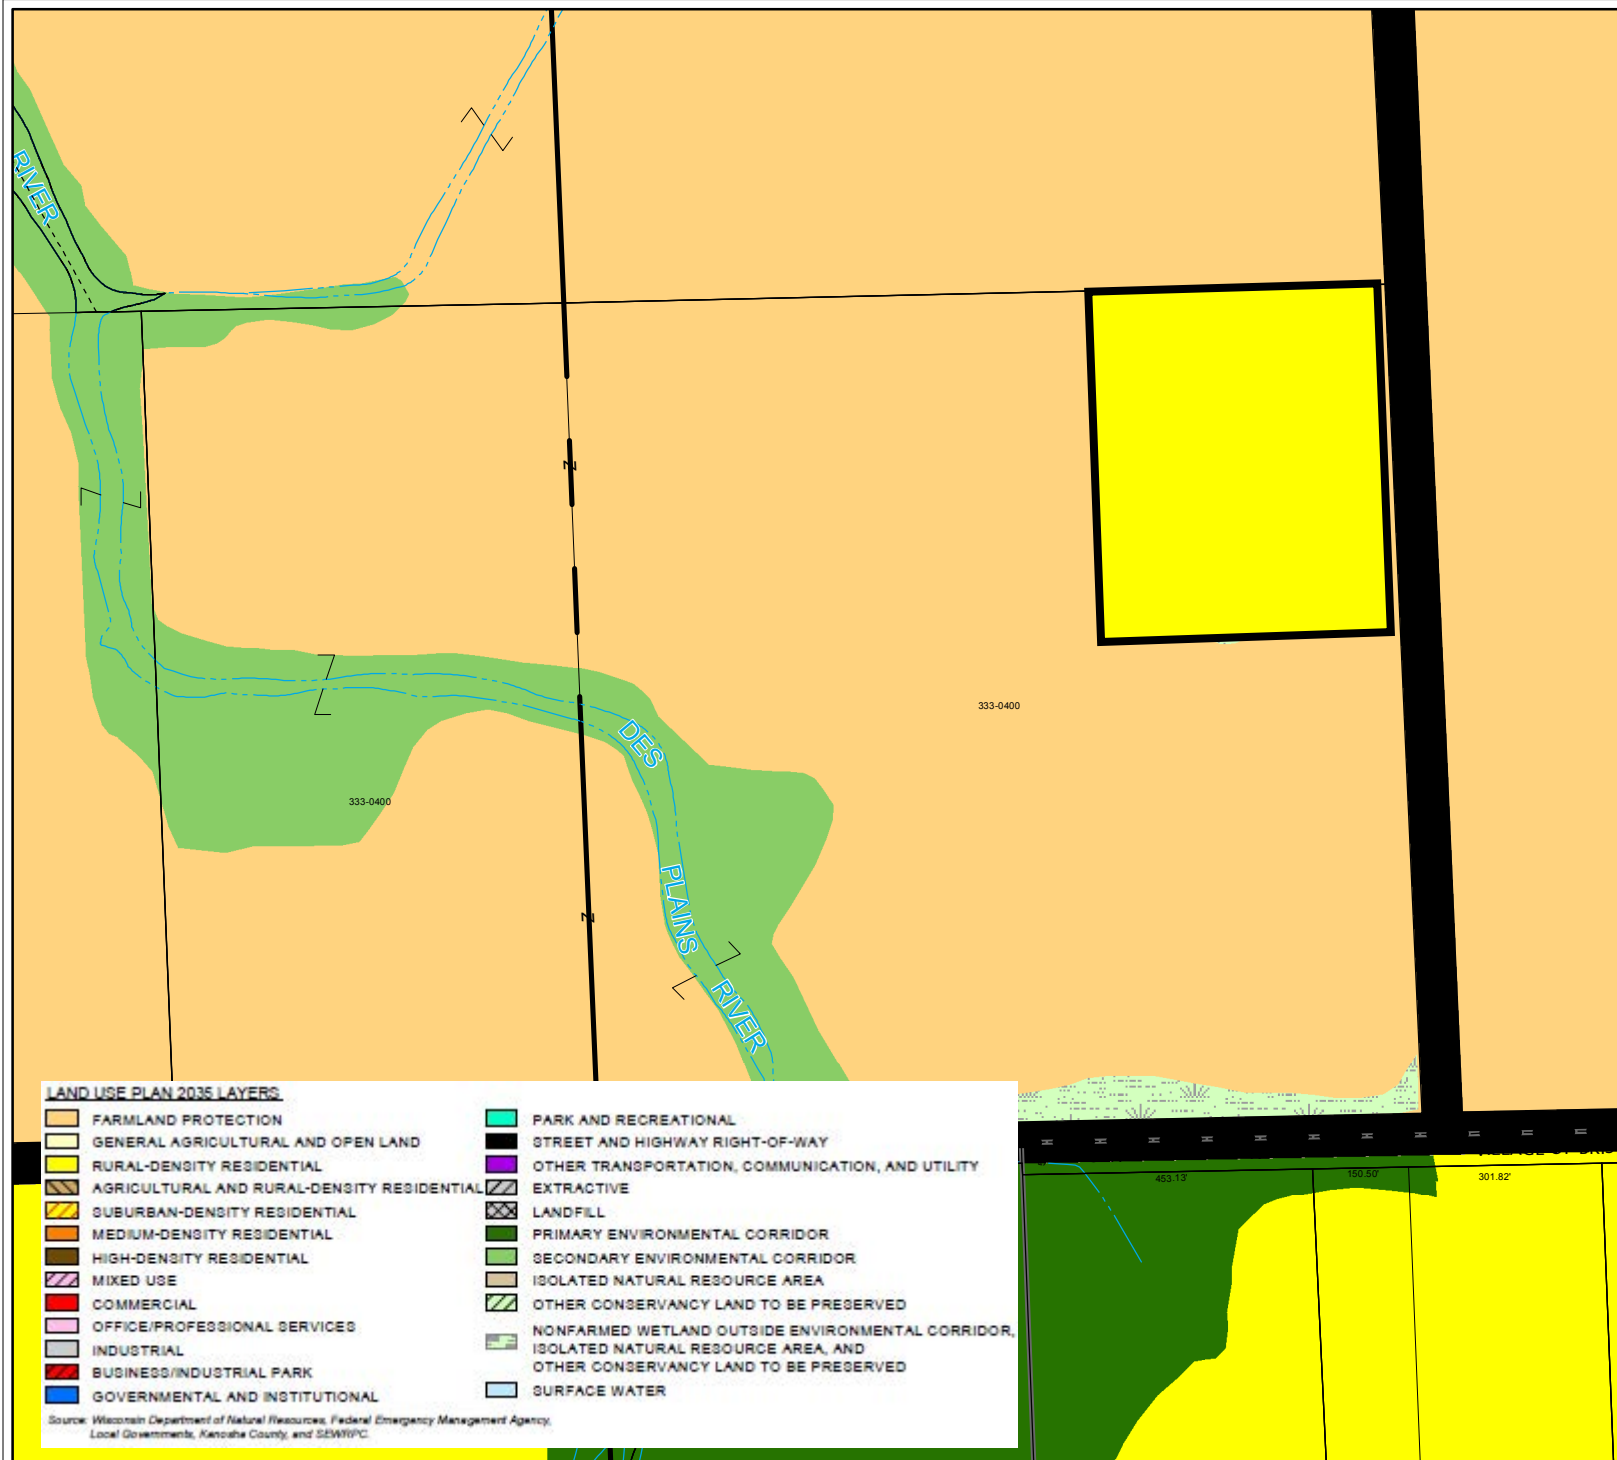 RIVER
Z
DES
333-0400
333-0400
Z
PLAINS
RIVER
453.13'
150.50'
301.82'
LAND USE PLAN 2035 LAYERS
FARMLAND PROTECTION
GENERAL AGRICULTURAL AND OPEN LAND
RURAL-DENSITY RESIDENTIAL
AGRICULTURAL AND RURAL-DENSITY RESIDENTIAL
SUBURBAN-DENSITY RESIDENTIAL
MEDIUM-DENSITY RESIDENTIAL
HIGH-DENSITY RESIDENTIAL
MIXED USE
COMMERCIAL
OFFICE/PROFESSIONAL SERVICES
INDUSTRIAL
BUSINESS/INDUSTRIAL PARK
GOVERNMENTAL AND INSTITUTIONAL
PARK AND RECREATIONAL
STREET AND HIGHWAY RIGHT-OF-WAY
OTHER TRANSPORTATION, COMMUNICATION, AND UTILITY
EXTRACTIVE
LANDFILL
PRIMARY ENVIRONMENTAL CORRIDOR
SECONDARY ENVIRONMENTAL CORRIDOR
ISOLATED NATURAL RESOURCE AREA
OTHER CONSERVANCY LAND TO BE PRESERVED
NONFARMED WETLAND OUTSIDE ENVIRONMENTAL CORRIDOR,
ISOLATED NATURAL RESOURCE AREA, AND
OTHER CONSERVANCY LAND TO BE PRESERVED
SURFACE WATER
Source: Wisconsin Department of Natural Resources, Federal Emergency Management Agency,
Local Governments, Kenosha County, and SEWRPC.